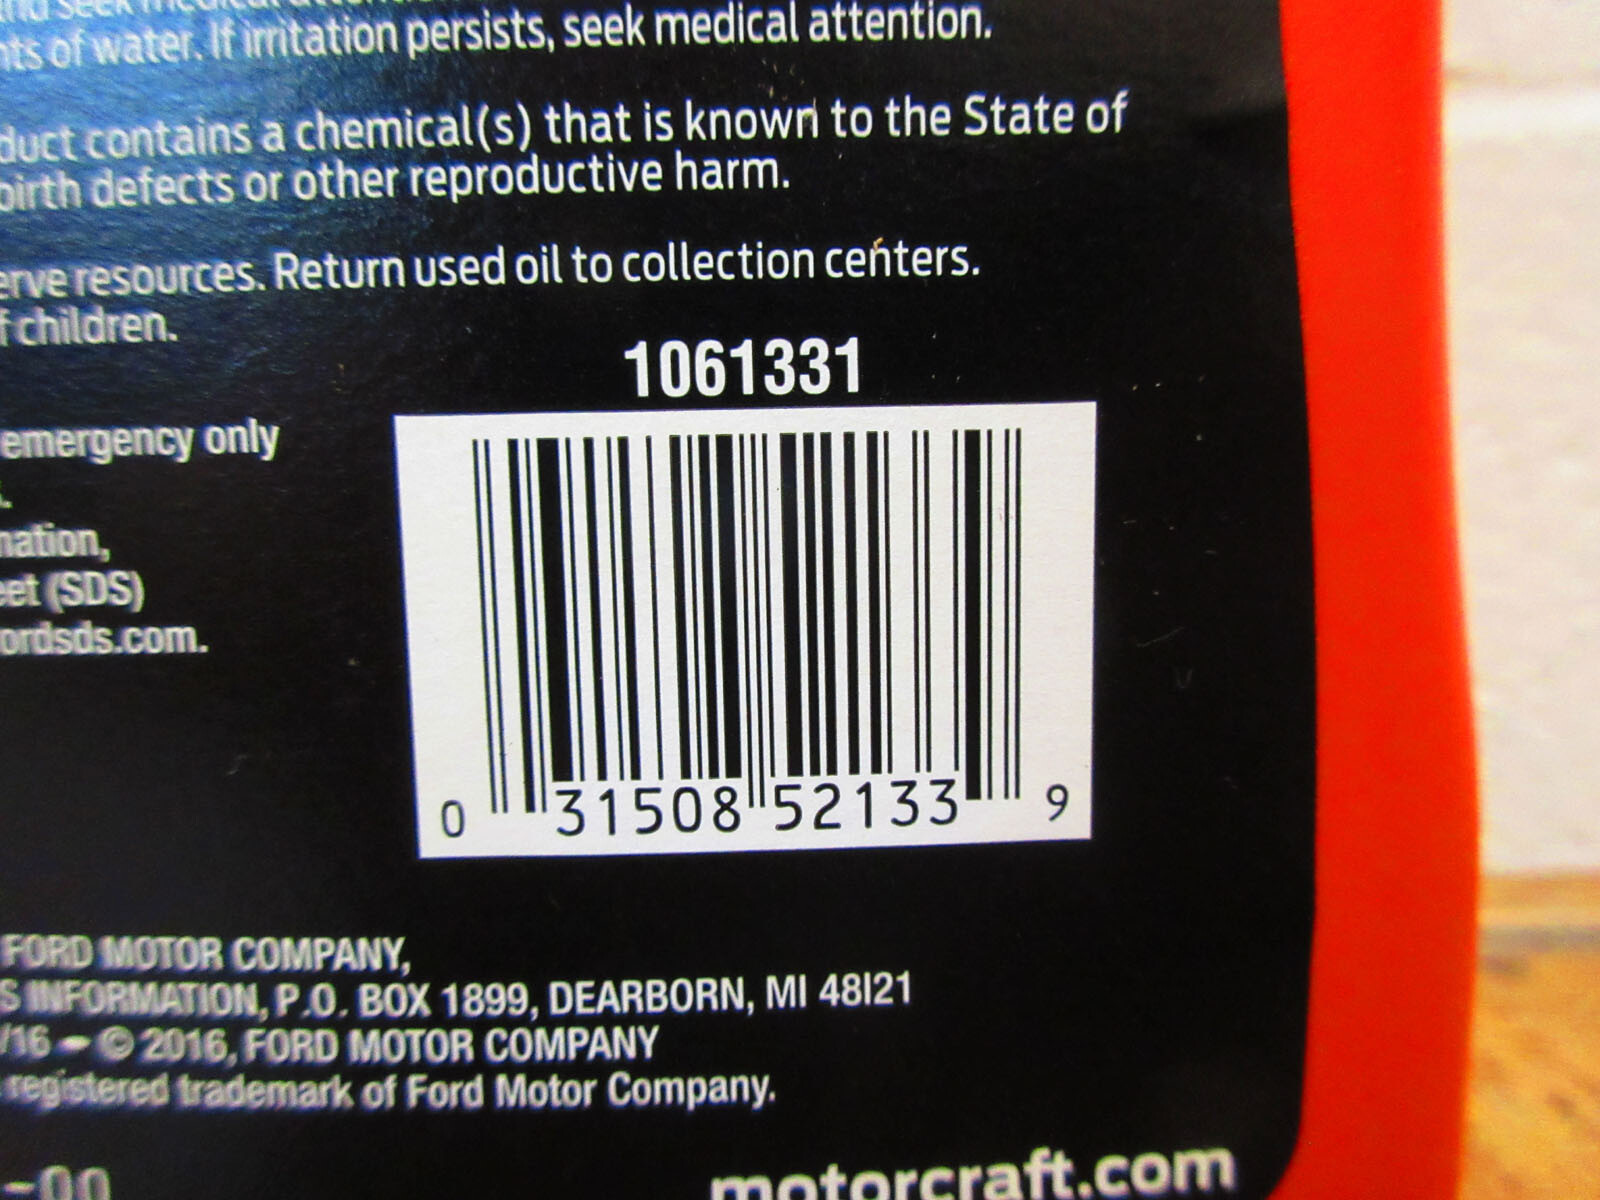 and seek medical
nts of water. If irritation persists, seek medical attention.
duct contains a chemical(s) that is known to the State of
birth defects or other reproductive harm.
erve resources. Return used oil to collection centers.
f children.
1061331
emergency only
.
nation,
eet (SDS)
ordsds.com.
0 31508 52133 9
FORD MOTOR COMPANY,
S INFORMATION, P.O. BOX 1899, DEARBORN, MI 48121
/16 – © 2016, FORD MOTOR COMPANY
registered trademark of Ford Motor Company.
motorcraft.com